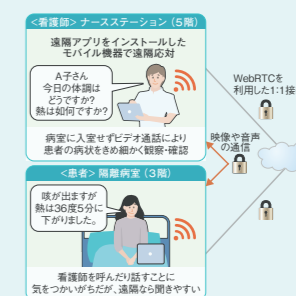 <看護師>ナースステーション(5階)
遠隔アプリをインストールした
モバイル機器で遠隔応対
A子さん
今日の体調は
どうですか?
熱は何ですか?
病室に入室せずビデオ通話により
患者の病状をきめ細かく観察・確認
WebRTCを
利用した1:1接
映像や音声
の通信
<患者>隔離病室(3階)
咳が出ますが
熱は36度5分に
下がりました。
看護師を呼んだり話すことに
気をつかいがちだが、遠隔なら聞きやすい